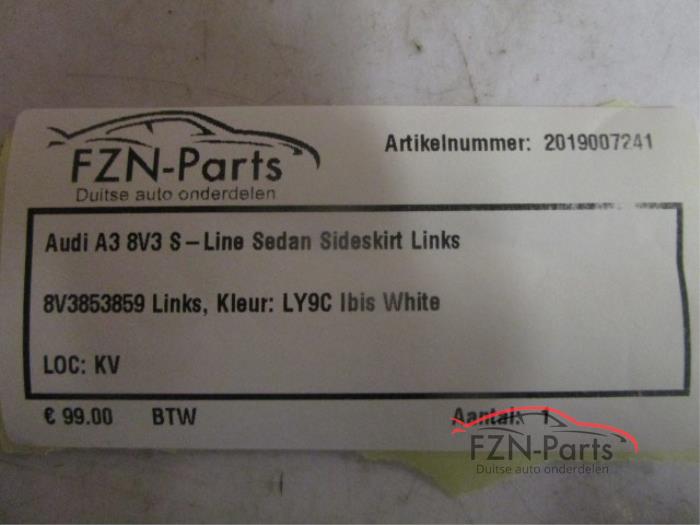 FZN-Parts
Duitse auto onderdelen
Artikelnummer: 2019007241
Audi A3 8V3 S-Line Sedan Sideskirt Links
8V3853859 Links, Kleur: LY9C Ibis White
LOC: KV
€ 99.00 BTW Aantal: 1
FZN-Parts
Duitse auto onderdelen